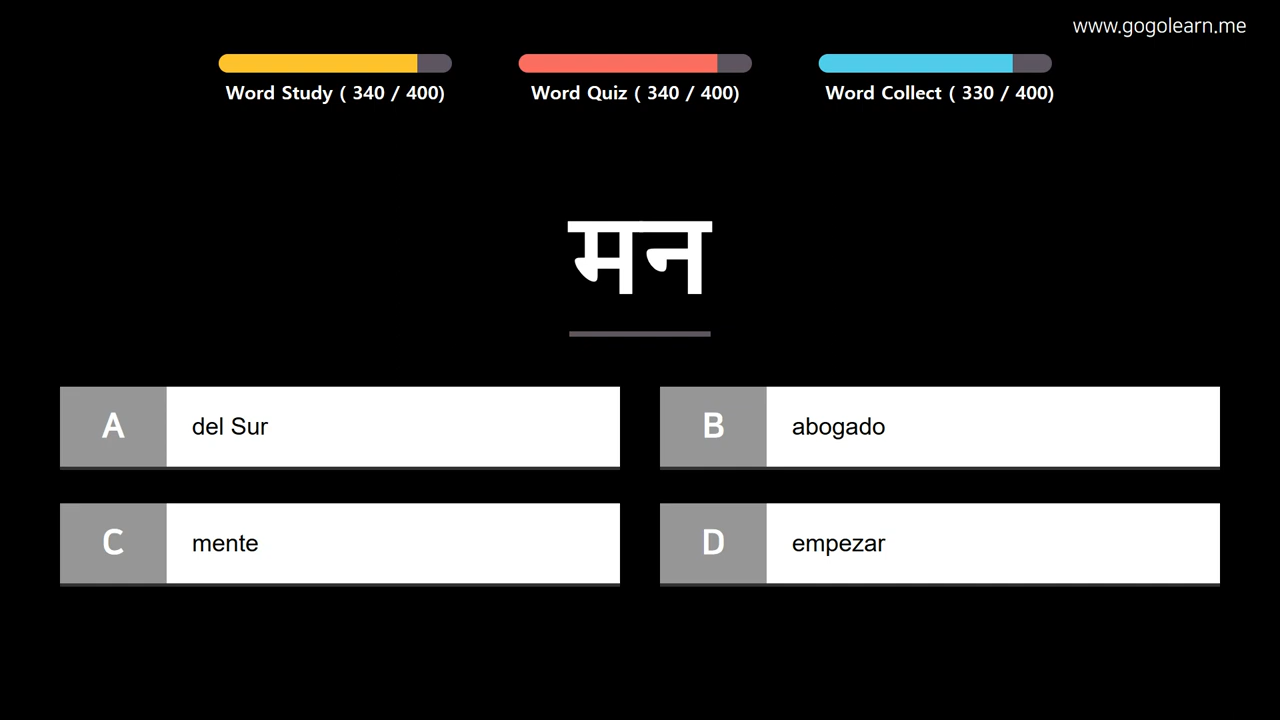 www.gogolearn.me
Word Study ( 340 / 400)
Word Quiz ( 340 / 400)
Word Collect ( 330 / 400)
मन
A del Sur
B abogado
C mente
D empezar